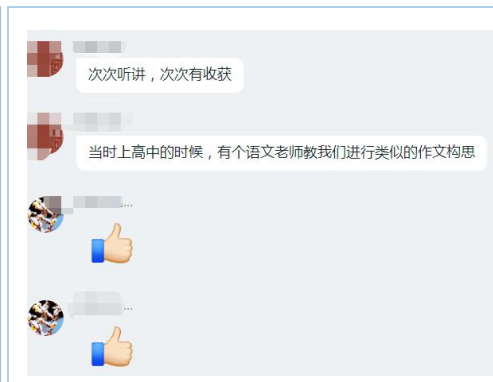 次次听讲，次次有收获
当时上高中的时候，有个语文老师教我们进行类似的作文构思